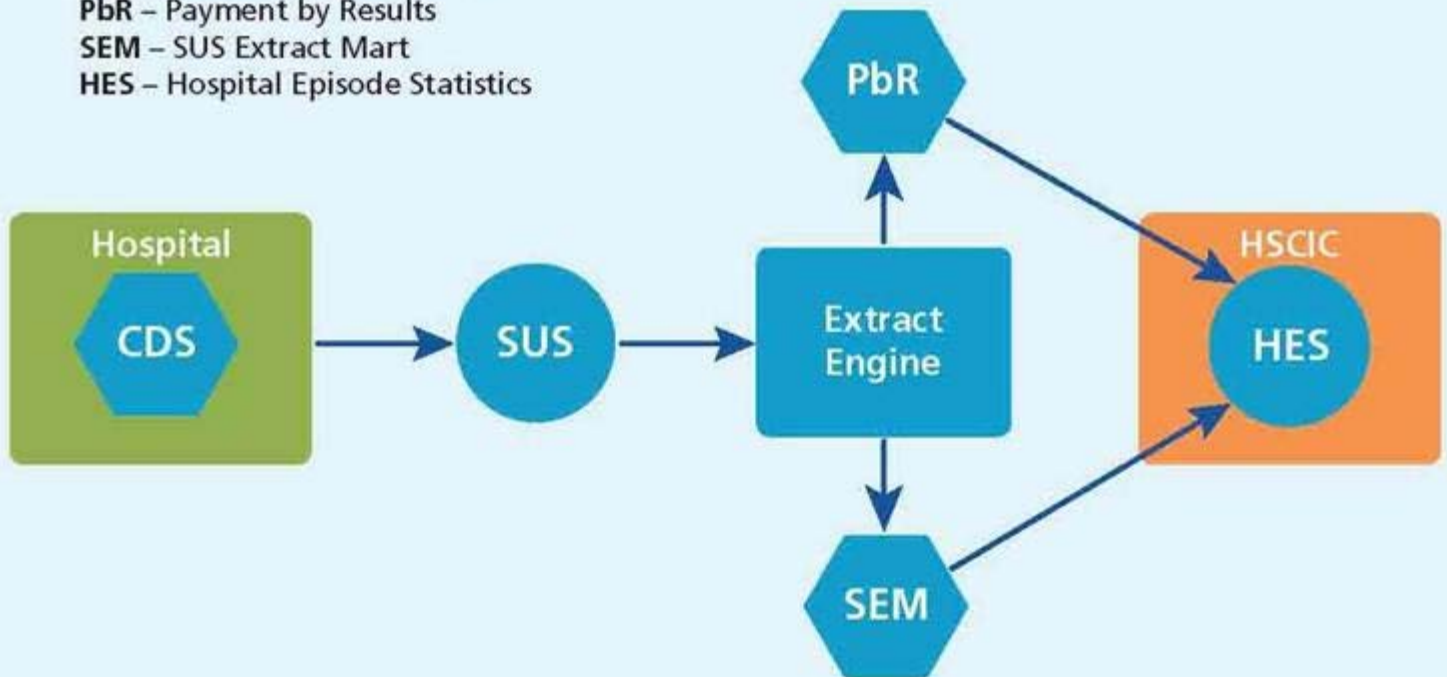 PbR – Payment by Results
SEM – SUS Extract Mart
HES – Hospital Episode Statistics
PbR
Hospital
CDS
SUS
Extract
Engine
HSCIC
HES
SEM